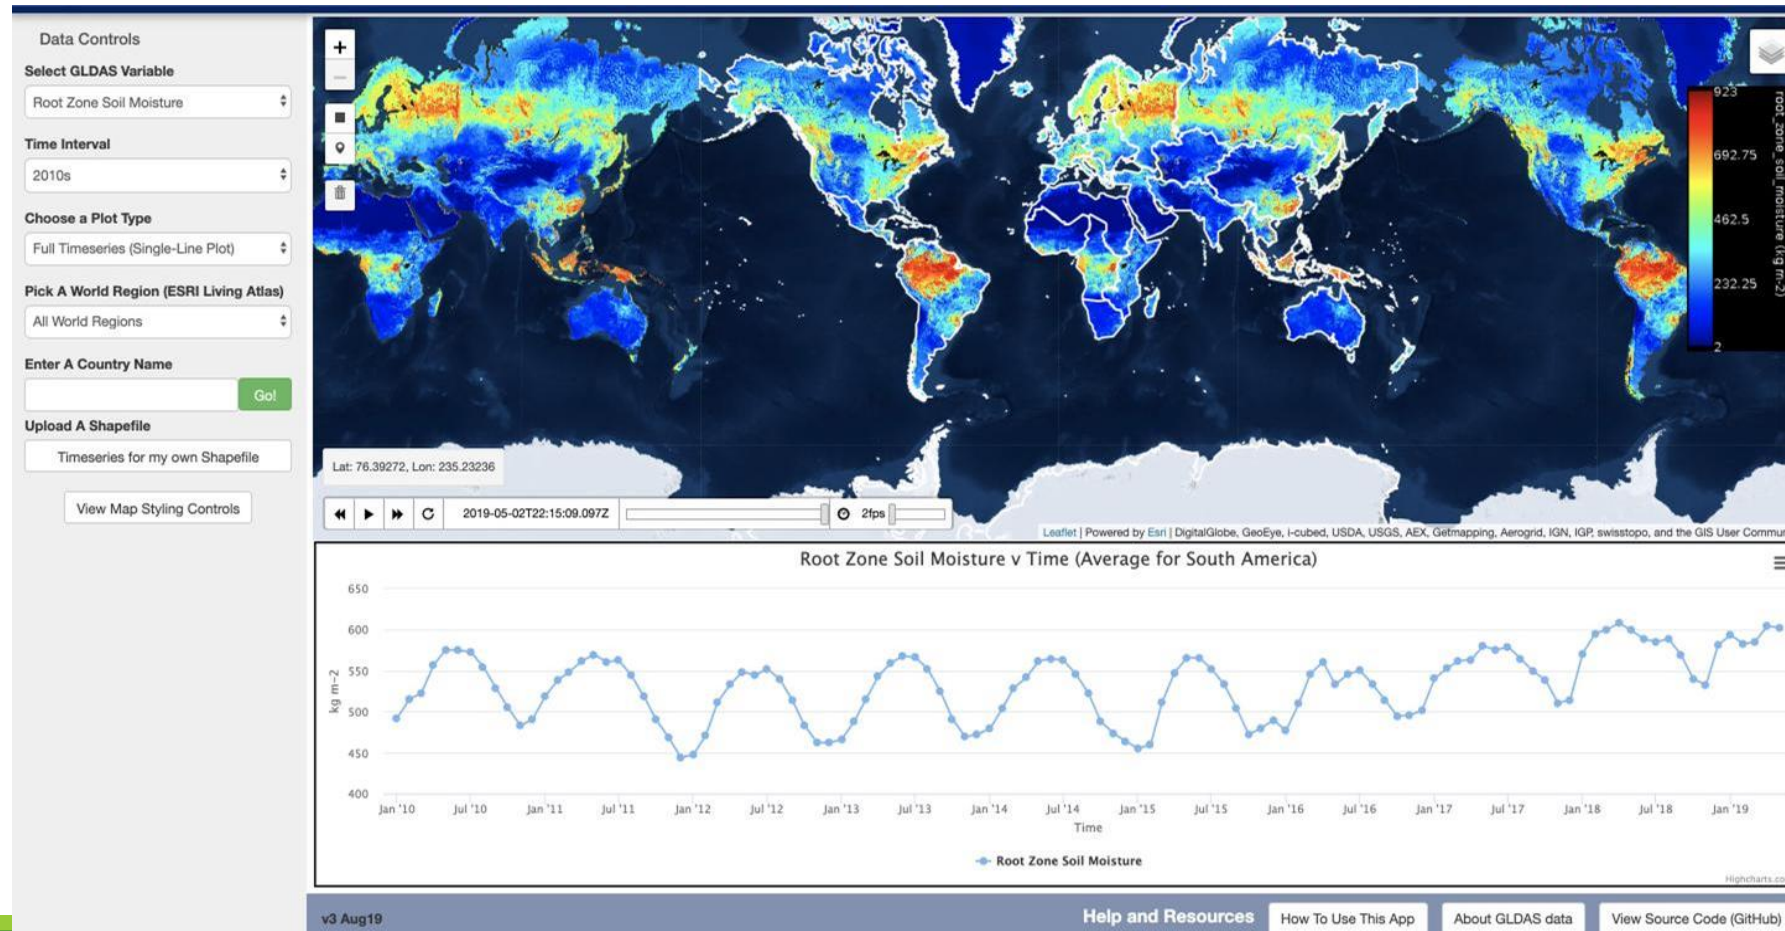 Data Controls
Select GLDAS Variable
Root Zone Soil Moisture
Time Interval
2010s
Choose a Plot Type
Full Timeseries (Single-Line Plot)
Pick A World Region (ESRI Living Atlas)
All World Regions
Enter A Country Name
Go!
Upload A Shapefile
Timeseries for my own Shapefile
View Map Styling Controls
+
−
923
692.75
462.5
232.25
2
root_zone_soil_moisture (kg m-2)
Lat: 76.39272, Lon: 235.23236
2019-05-02T22:15:09.097Z
2fps
Leaflet | Powered by Esri | DigitalGlobe, GeoEye, i-cubed, USDA, USGS, AEX, Getmapping, Aerogrid, IGN, IGP, swisstopo, and the GIS User Commu
Root Zone Soil Moisture v Time (Average for South America)
650
600
550
500
450
400
kg m-2
Jan '10 Jul '10 Jan '11 Jul '11 Jan '12 Jul '12 Jan '13 Jul '13 Jan '14 Jul '14 Jan '15 Jul '15 Jan '16 Jul '16 Jan '17 Jul '17 Jan '18 Jul '18 Jan '19
Time
Root Zone Soil Moisture
Highcharts.co
v3 Aug19
Help and Resources
How To Use This App
About GLDAS data
View Source Code (GitHub)